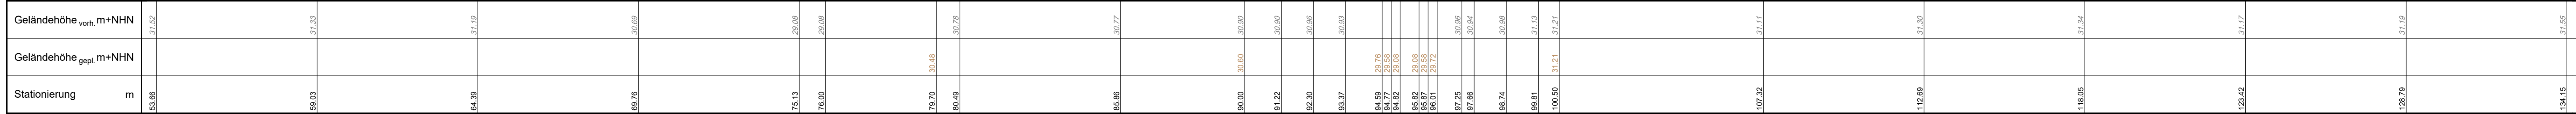 Geländehöhe vorh. m+NHN 31.52 31.33 31.19 30.69 29.08 29.08 30.78 30.77 30.90 30.90 30.96 30.93 30.96 30.94 30.98 31.13 31.21 31.11 31.30 31.34 31.17 31.19 31.55
Geländehöhe gepl. m+NHN 30.48 30.60 29.76 29.58 29.08 29.08 29.58 29.72 31.21
Stationierung m 53.66 59.03 64.39 69.76 75.13 76.00 79.70 80.49 85.86 90.00 91.22 92.30 93.37 94.59 94.77 94.82 95.82 95.87 96.01 97.25 97.66 98.74 99.81 100.50 107.32 112.69 118.05 123.42 128.79 134.15